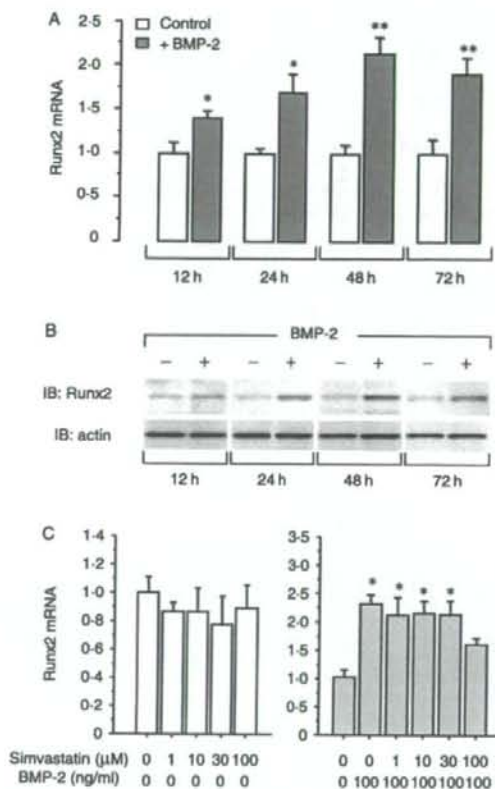 A
Control
+ BMP-2
Runx2 mRNA
2·5
2·0
1·5
1·0
0·5
0
* * ** **
12 h 24 h 48 h 72 h
B
BMP-2
− + − + − + − +
IB: Runx2
IB: actin
12 h 24 h 48 h 72 h
C
Runx2 mRNA
1·4
1·2
1·0
0·8
0·6
0·4
0·2
0
3·5
3·0
2·5
2·0
1·5
1·0
0·5
0
* * * *
Simvastatin (μM) 0 1 10 30 100 0 0 1 10 30 100
BMP-2 (ng/ml) 0 0 0 0 0 0 100 100 100 100 100